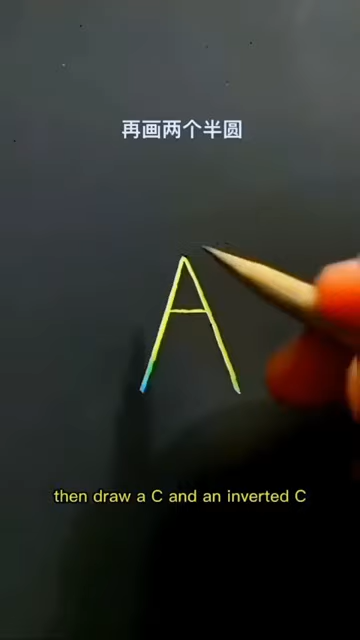 再画两个半圆
A
then draw a C and an inverted C